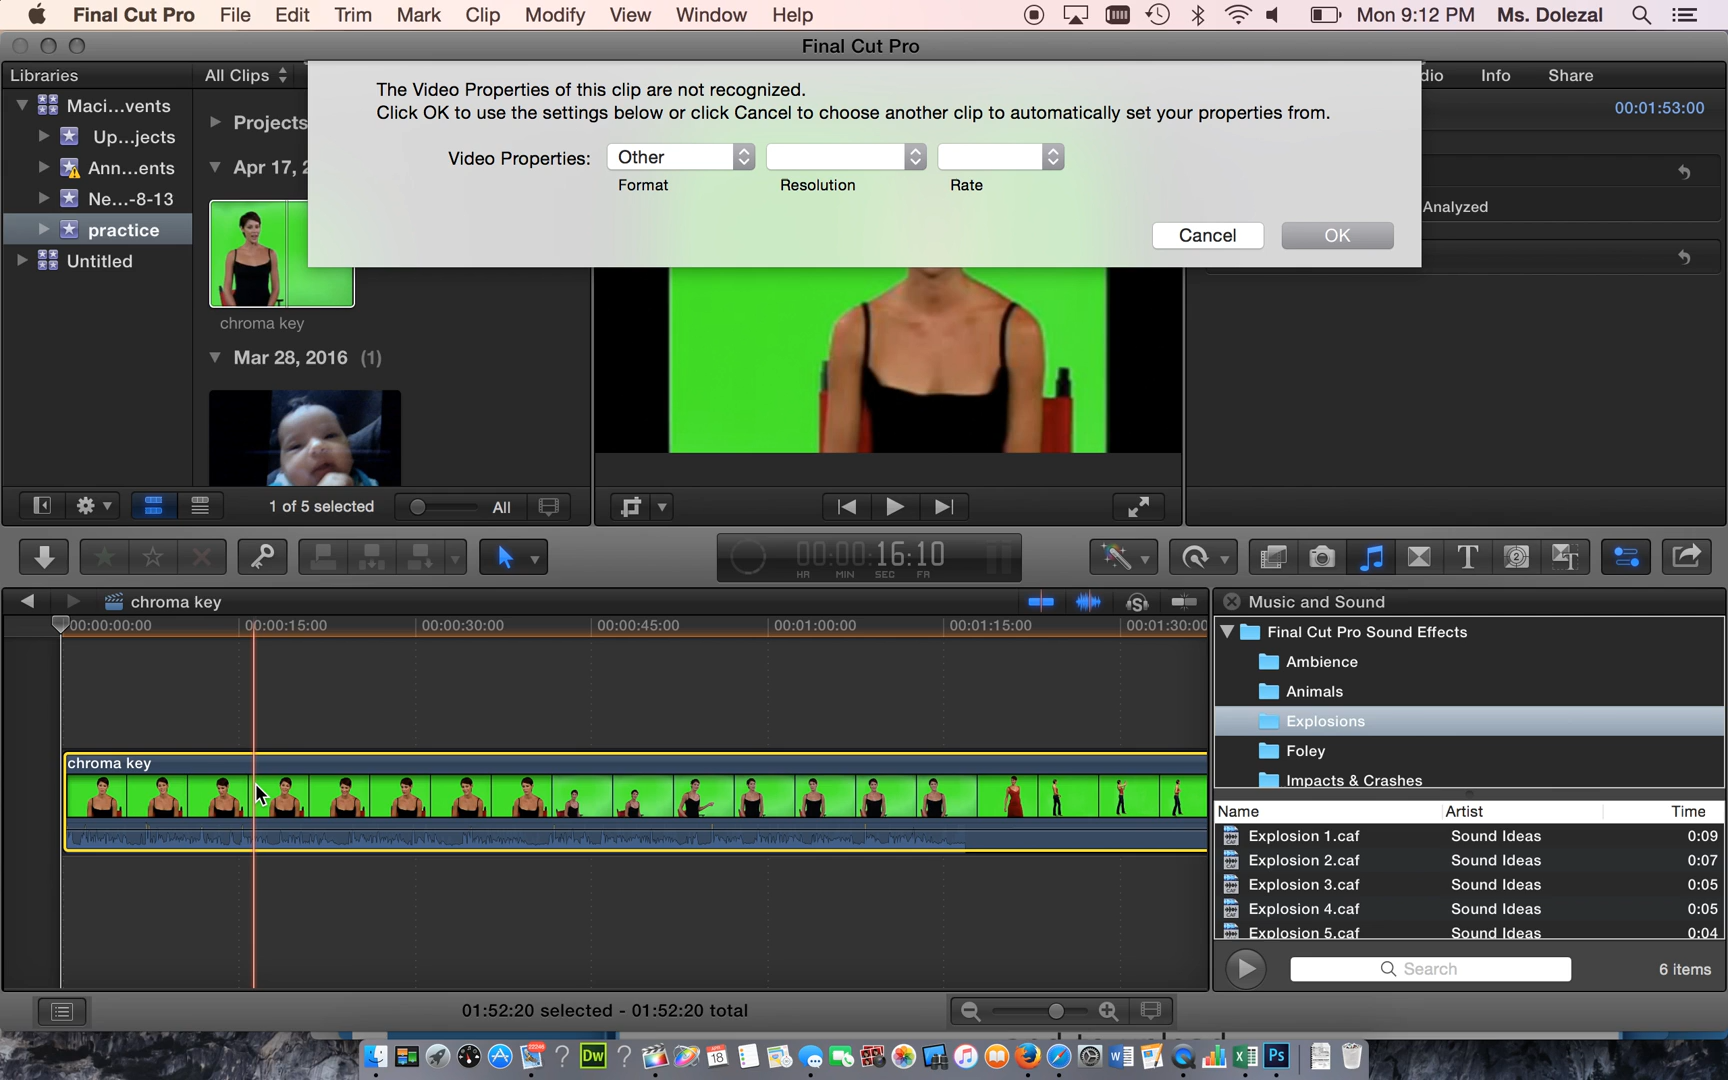 Final Cut Pro File Edit Trim Mark Clip Modify View Window Help Mon 9:12 PM Ms. Dolezal
Final Cut Pro
Libraries All Clips dio Info Share
The Video Properties of this clip are not recognized.
Click OK to use the settings below or click Cancel to choose another clip to automatically set your properties from.
Video Properties: Other
Format Resolution Rate
Cancel OK
Maci...vents
Up...jects
Ann...ents
Ne...-8-13
practice
Untitled
Projects
Apr 17, 2
chroma key
Mar 28, 2016 (1)
00:01:53:00
Analyzed
1 of 5 selected All
00:00:16:10
HR MIN SEC FR
chroma key
00:00:00:00 00:00:15:00 00:00:30:00 00:00:45:00 00:01:00:00 00:01:15:00 00:01:30:00
chroma key
Music and Sound
Final Cut Pro Sound Effects
Ambience
Animals
Explosions
Foley
Impacts & Crashes
Name Artist Time
Explosion 1.caf Sound Ideas 0:09
Explosion 2.caf Sound Ideas 0:07
Explosion 3.caf Sound Ideas 0:05
Explosion 4.caf Sound Ideas 0:05
Explosion 5.caf Sound Ideas 0:04
Search 6 items
01:52:20 selected - 01:52:20 total
? Dw ? 18 W X Ps